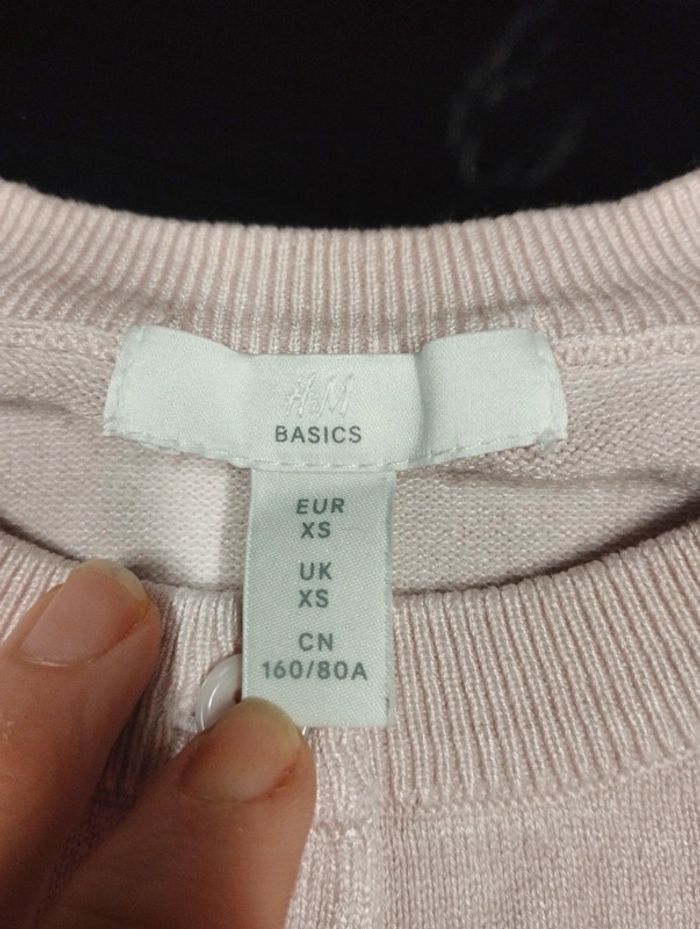 H&M
BASICS
EUR
XS
UK
XS
CN
160/80A